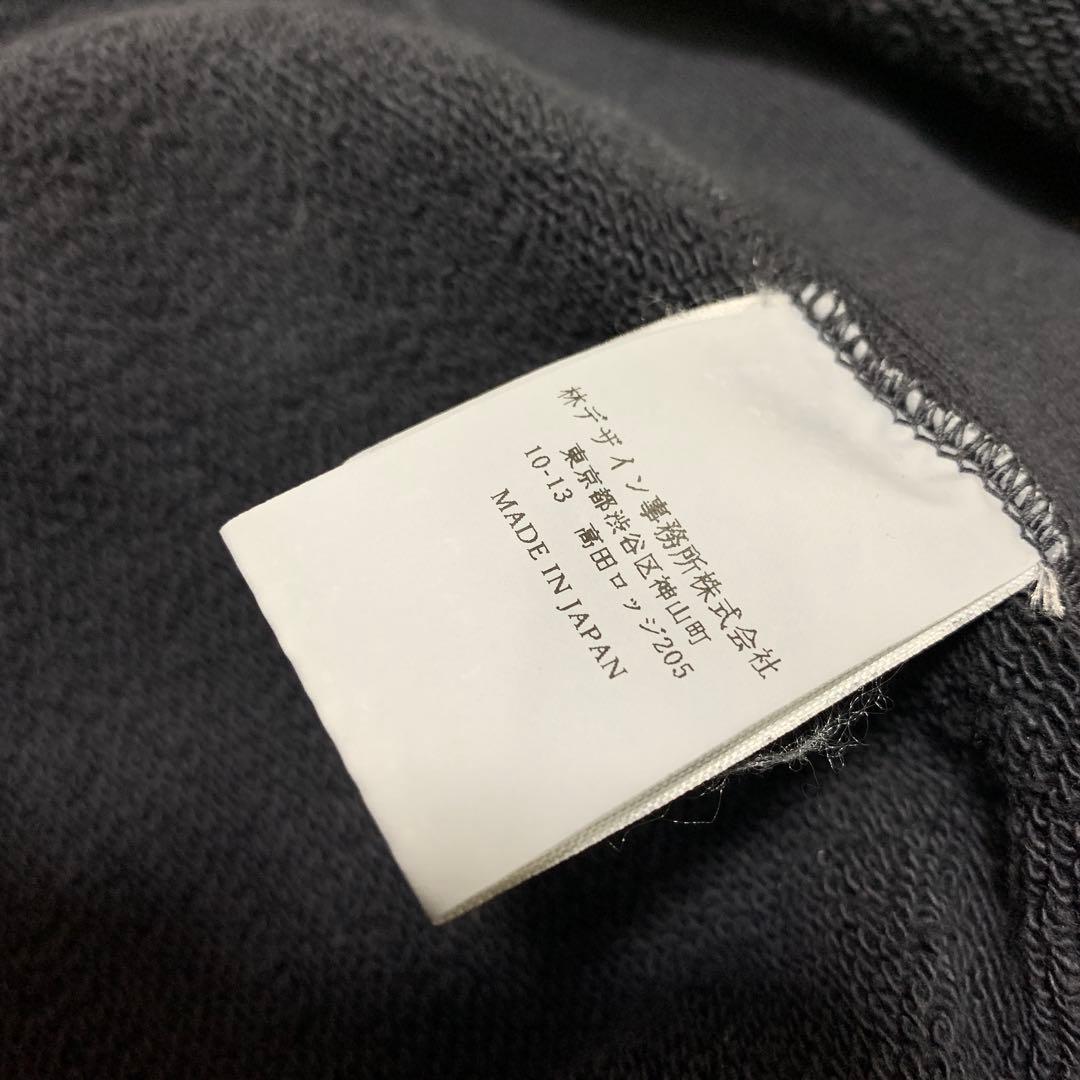 林デザイン事務所株式会社
東京都渋谷区神山町
10-13 高田ロッジ205
MADE IN JAPAN